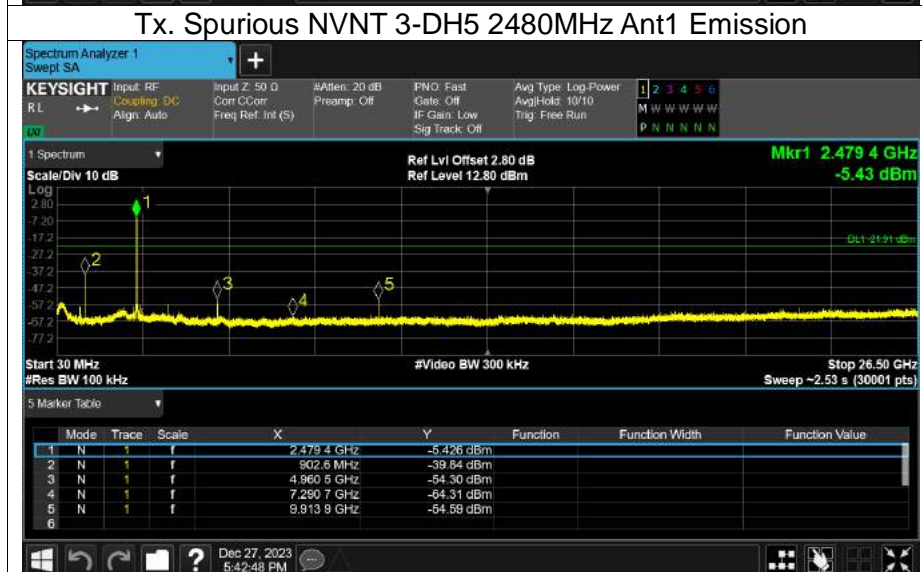 Tx. Spurious NVNT 3-DH5 2480MHz Ant1 Emission
Spectrum Analyzer 1
Swept SA
+
KEYSIGHT Input: RF Input Z: 50 Ω #Atten: 20 dB PNO: Fast Avg Type: Log-Power 1 2 3 4 5 6
RL Coupling: DC Corr CCorr Preamp: Off Gate: Off Avg|Hold: 10/10 M W W W W W
Align: Auto Freq Ref: Int (S) IF Gain: Low Trig: Free Run
Sig Track: Off P N N N N N
1 Spectrum Ref Lvl Offset 2.80 dB Mkr1 2.479 4 GHz
Scale/Div 10 dB Ref Level 12.80 dBm -5.43 dBm
Log
2.80 1
-7.20
-17.2 DL1 -21.91 dBm
-27.2
-37.2 2
-47.2 3 5
-57.2 4
-67.2
-77.2
Start 30 MHz #Video BW 300 kHz Stop 26.50 GHz
#Res BW 100 kHz Sweep ~2.53 s (30001 pts)
5 Marker Table
Mode Trace Scale X Y Function Function Width Function Value
1 N 1 f 2.479 4 GHz -5.426 dBm
2 N 1 f 902.6 MHz -39.84 dBm
3 N 1 f 4.960 5 GHz -54.30 dBm
4 N 1 f 7.290 7 GHz -64.31 dBm
5 N 1 f 9.913 9 GHz -54.59 dBm
6
? Dec 27, 2023
5:42:48 PM